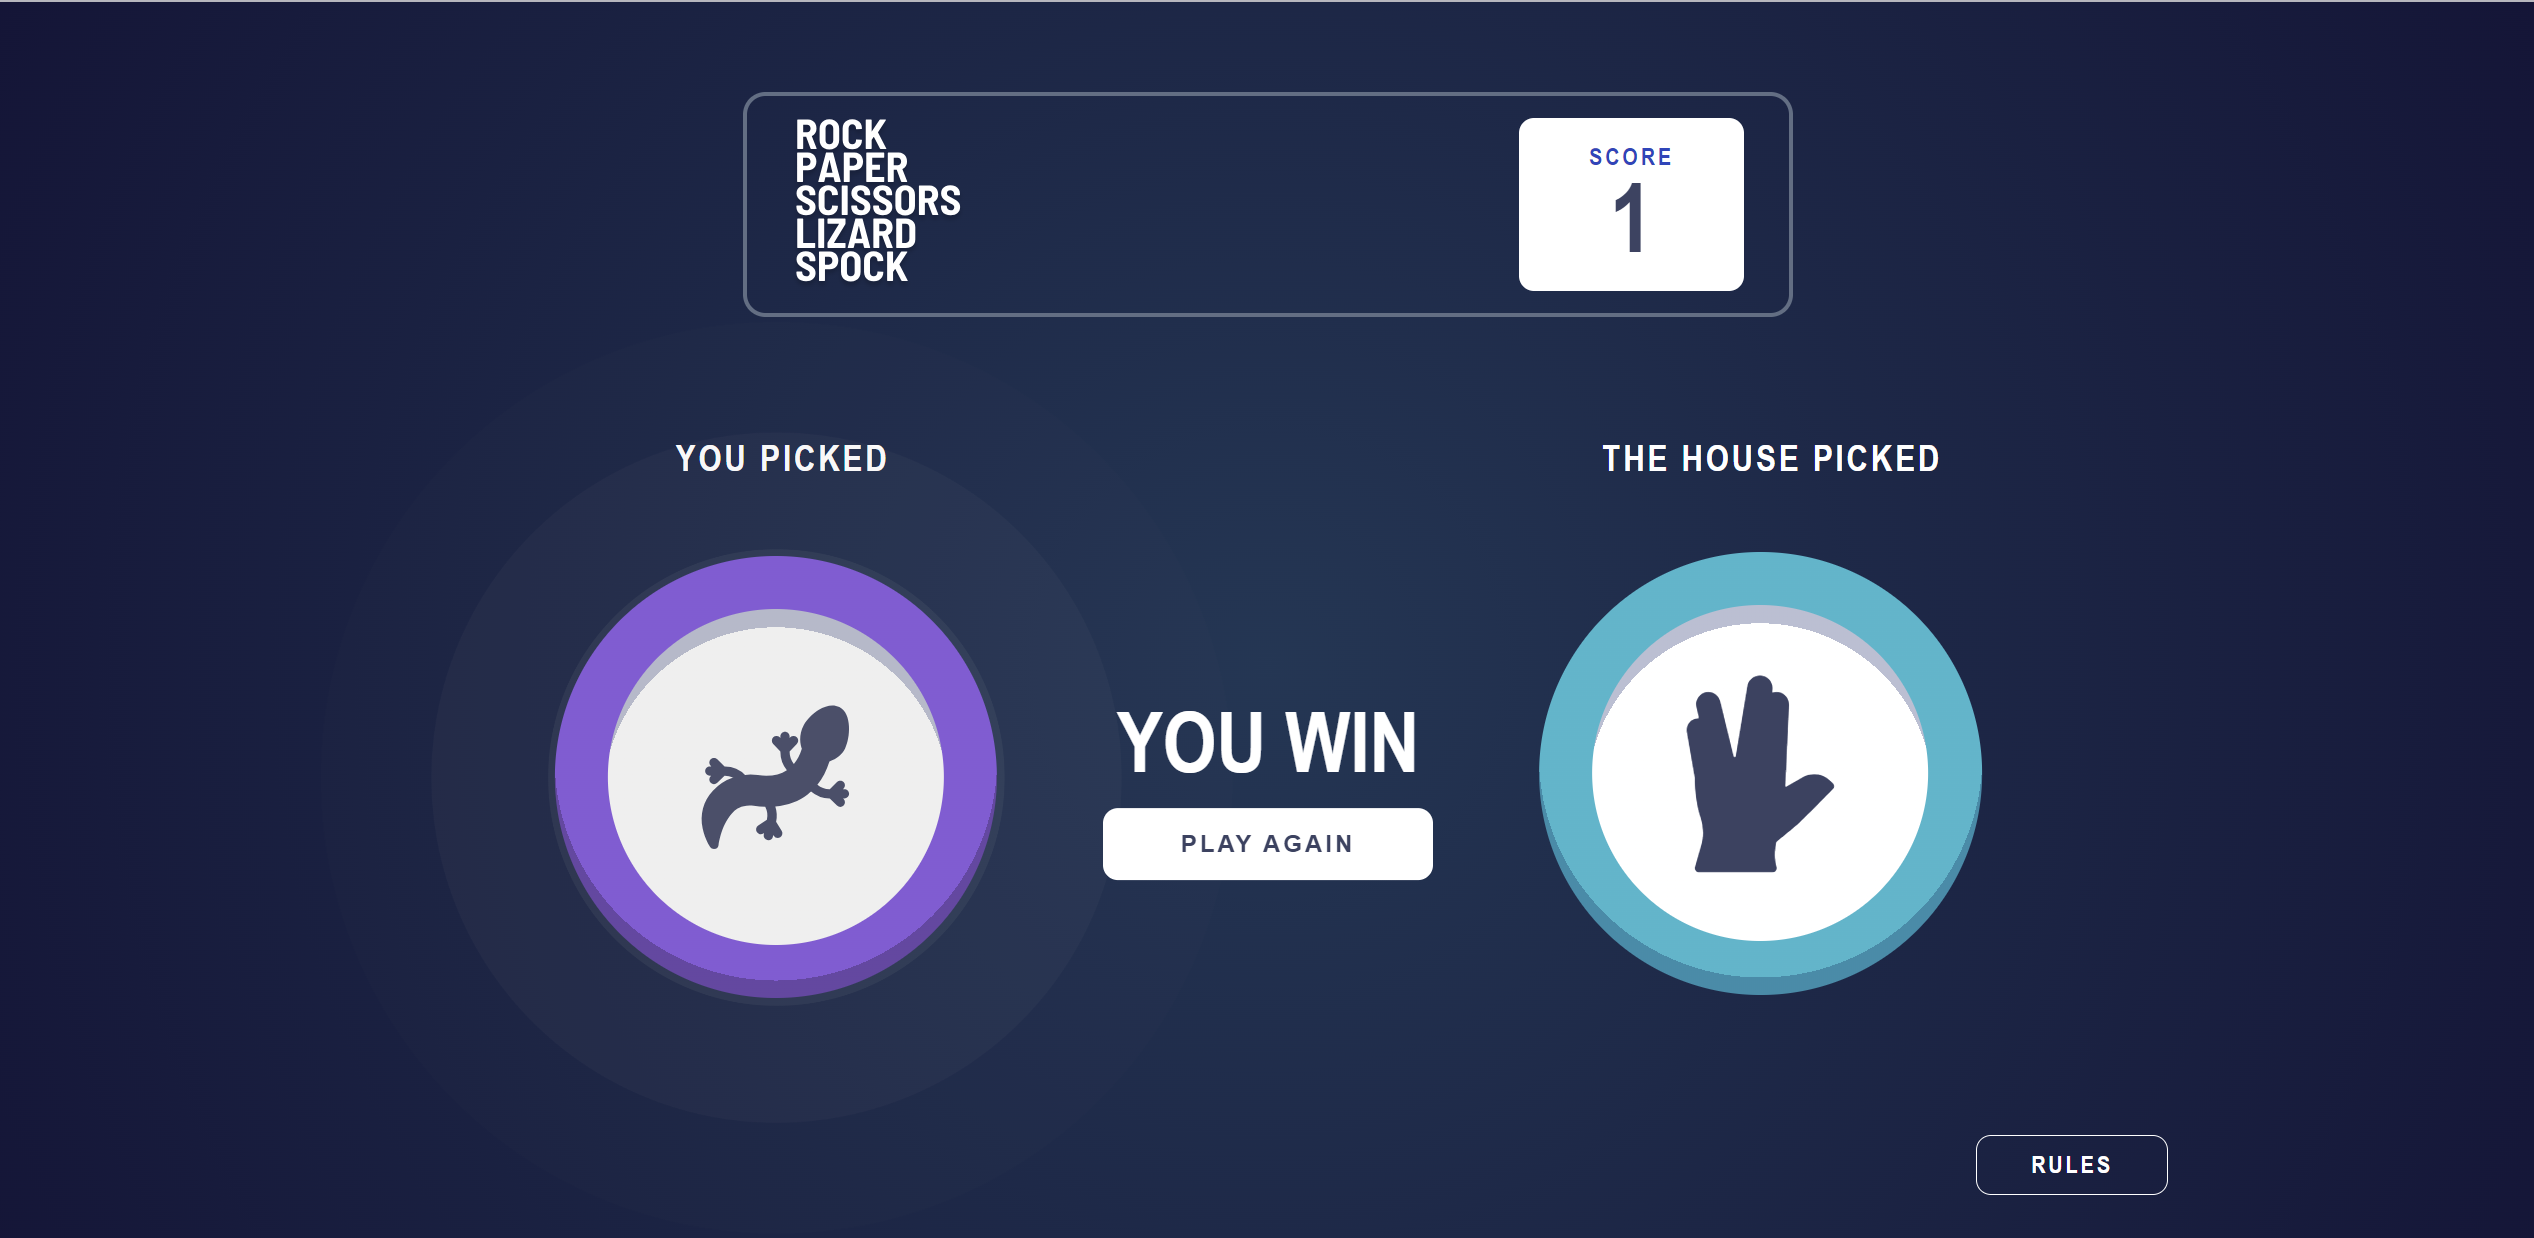 ROCK
PAPER
SCISSORS
LIZARD
SPOCK
SCORE
1
YOU PICKED
THE HOUSE PICKED
YOU WIN
PLAY AGAIN
RULES